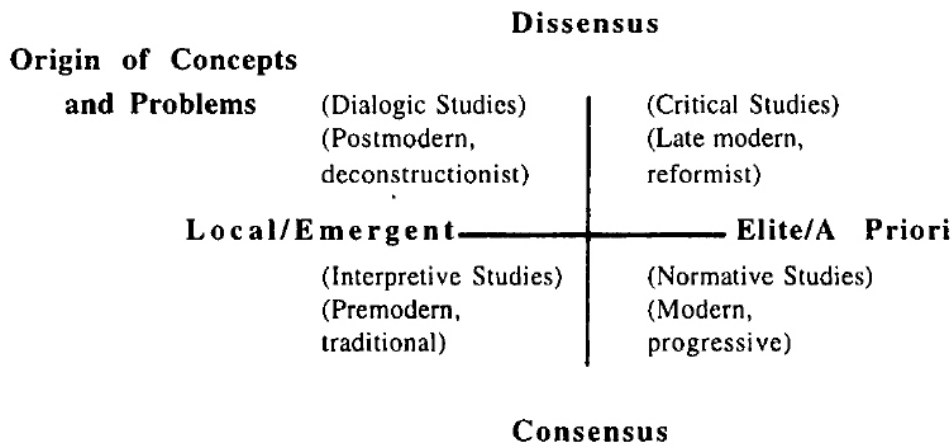 Dissensus
Origin of Concepts
and Problems
(Dialogic Studies)
(Postmodern,
deconstructionist)
(Critical Studies)
(Late modern,
reformist)
Local/Emergent
Elite/A Priori
(Interpretive Studies)
(Premodern,
traditional)
(Normative Studies)
(Modern,
progressive)
Consensus